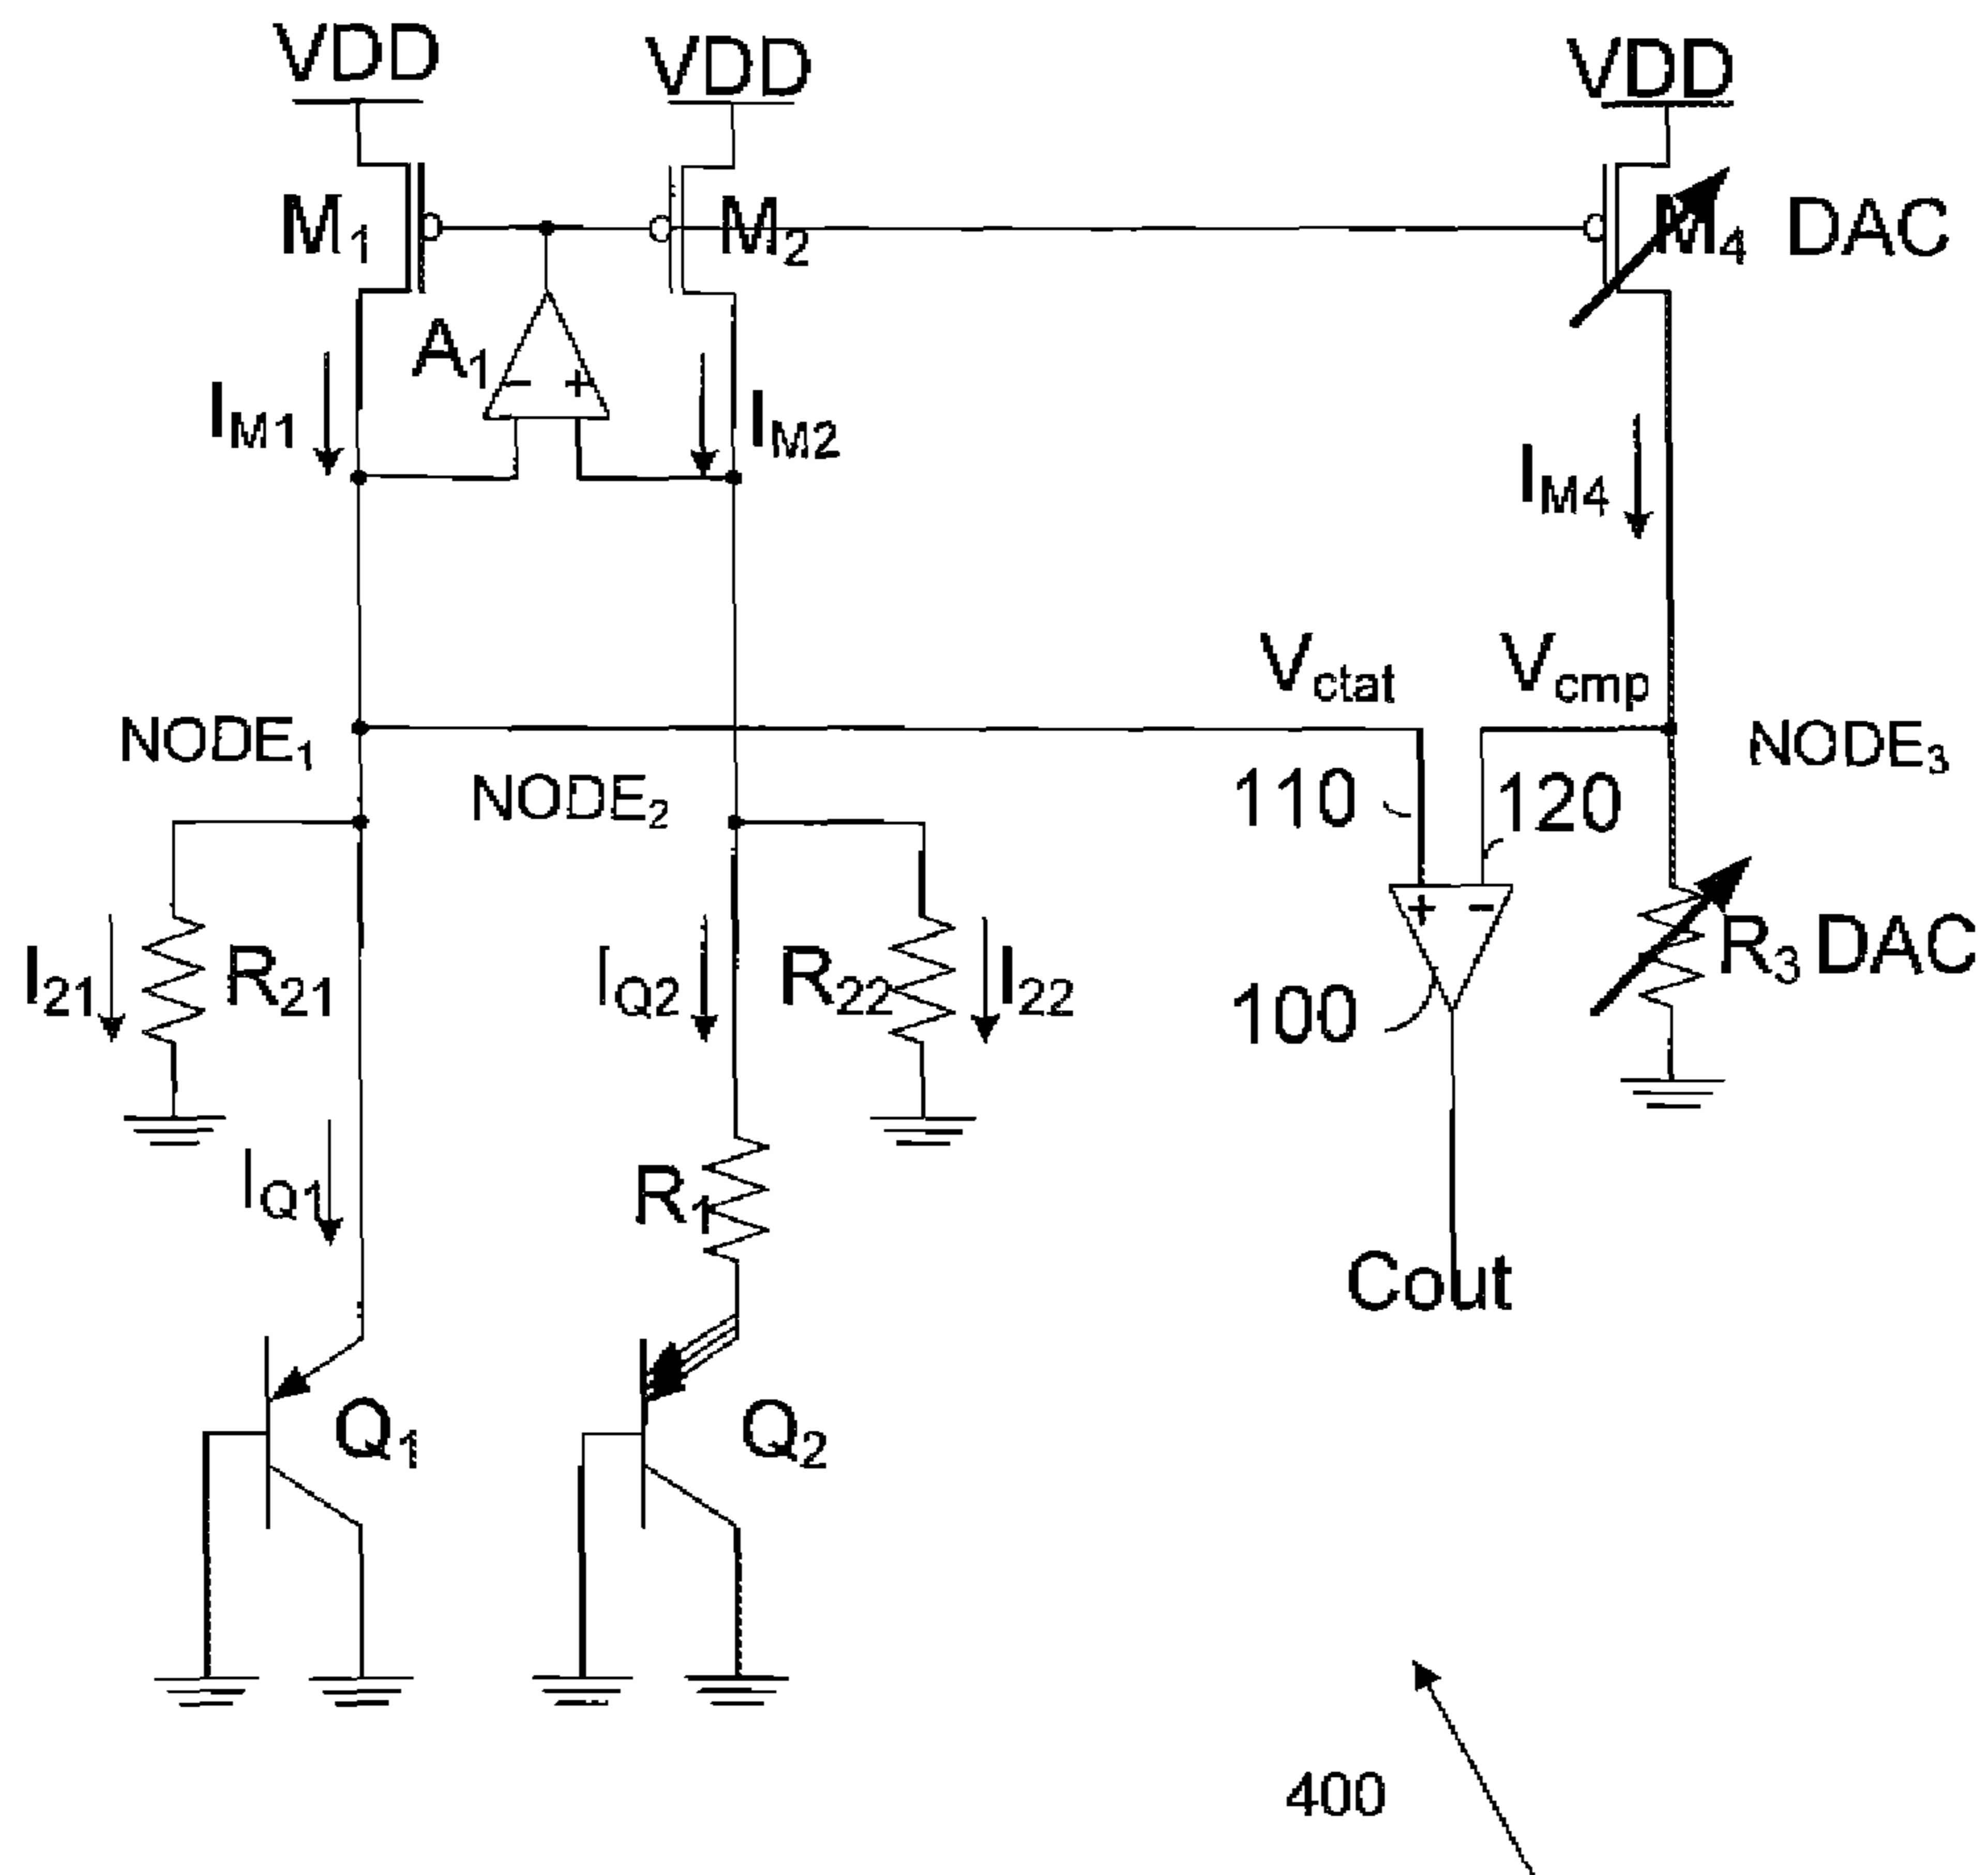 VDD
VDD
VDD
M1
M2
M4 DAC
A1
- +
IM1
IM2
IM4
Vctat
Vcmp
NODE1
NODE2
NODE3
110
120
+ -
I21
R21
IQ2
R22
I22
100
R3 DAC
IQ1
R1
Cout
Q1
Q2
400